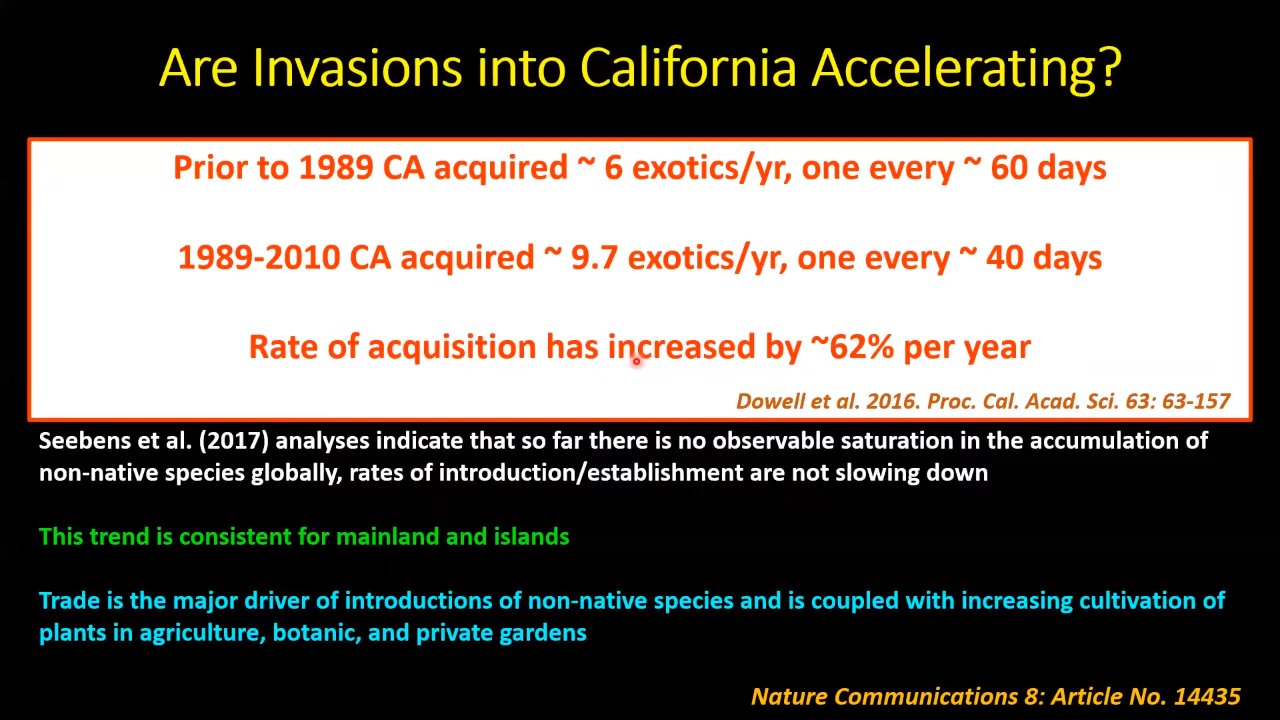 Are Invasions into California Accelerating?
Prior to 1989 CA acquired ~ 6 exotics/yr, one every ~ 60 days
1989-2010 CA acquired ~ 9.7 exotics/yr, one every ~ 40 days
Rate of acquisition has increased by ~62% per year
Dowell et al. 2016. Proc. Cal. Acad. Sci. 63: 63-157
Seebens et al. (2017) analyses indicate that so far there is no observable saturation in the accumulation of
non-native species globally, rates of introduction/establishment are not slowing down
This trend is consistent for mainland and islands
Trade is the major driver of introductions of non-native species and is coupled with increasing cultivation of
plants in agriculture, botanic, and private gardens
Nature Communications 8: Article No. 14435